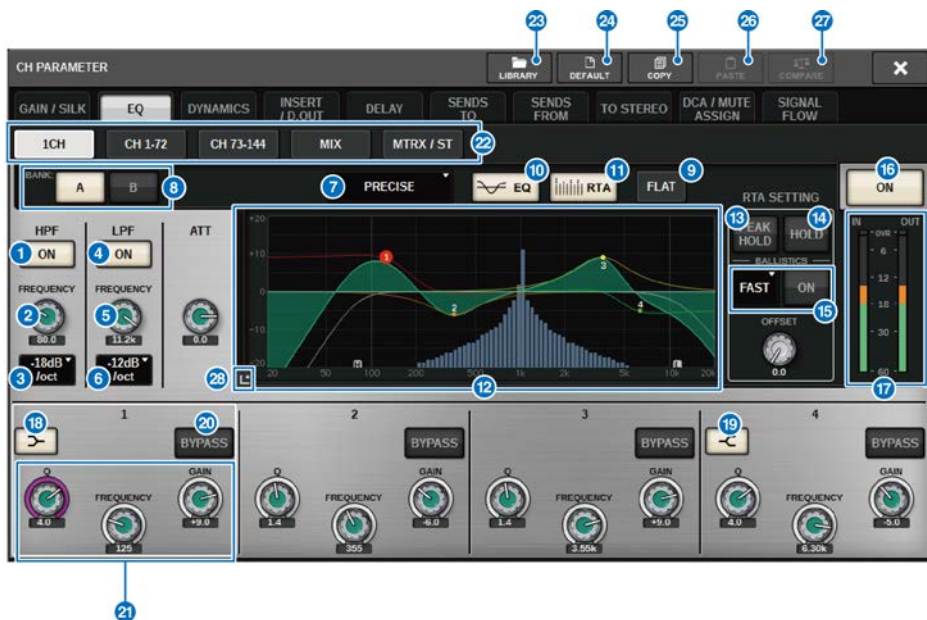 23 24 25 26 27
CH PARAMETER LIBRARY DEFAULT COPY PASTE COMPARE ×
GAIN / SILK EQ DYNAMICS INSERT / D.OUT DELAY SENDS TO SENDS FROM TO STEREO DCA / MUTE ASSIGN SIGNAL FLOW
1CH CH 1-72 CH 73-144 MIX MTRX / ST 22
BANK: A B 8 7 PRECISE 10 EQ 11 RTA 9 FLAT 16 ON
RTA SETTING
HPF LPF ATT
1 ON 4 ON
13 PEAK HOLD 14 HOLD
BALLISTICS
FAST ON 15
OFFSET
0.0
IN OUT
OVR
6
12
18
30
60
17
FREQUENCY FREQUENCY
2 5
80.0 11.2k 0.0
-18dB /oct -12dB /oct
3 6
+20
+10
0
-10
-20
1 2 3 4
H L
20 50 100 200 500 1k 2k 5k 10k 20k
28 12
1 2 3 4
18 20 BYPASS BYPASS BYPASS 19 BYPASS
Q FREQUENCY GAIN Q FREQUENCY GAIN Q FREQUENCY GAIN Q FREQUENCY GAIN
4.0 125 +9.0 1.4 355 -6.0 1.4 3.55k +9.0 4.0 6.30k -5.0
21